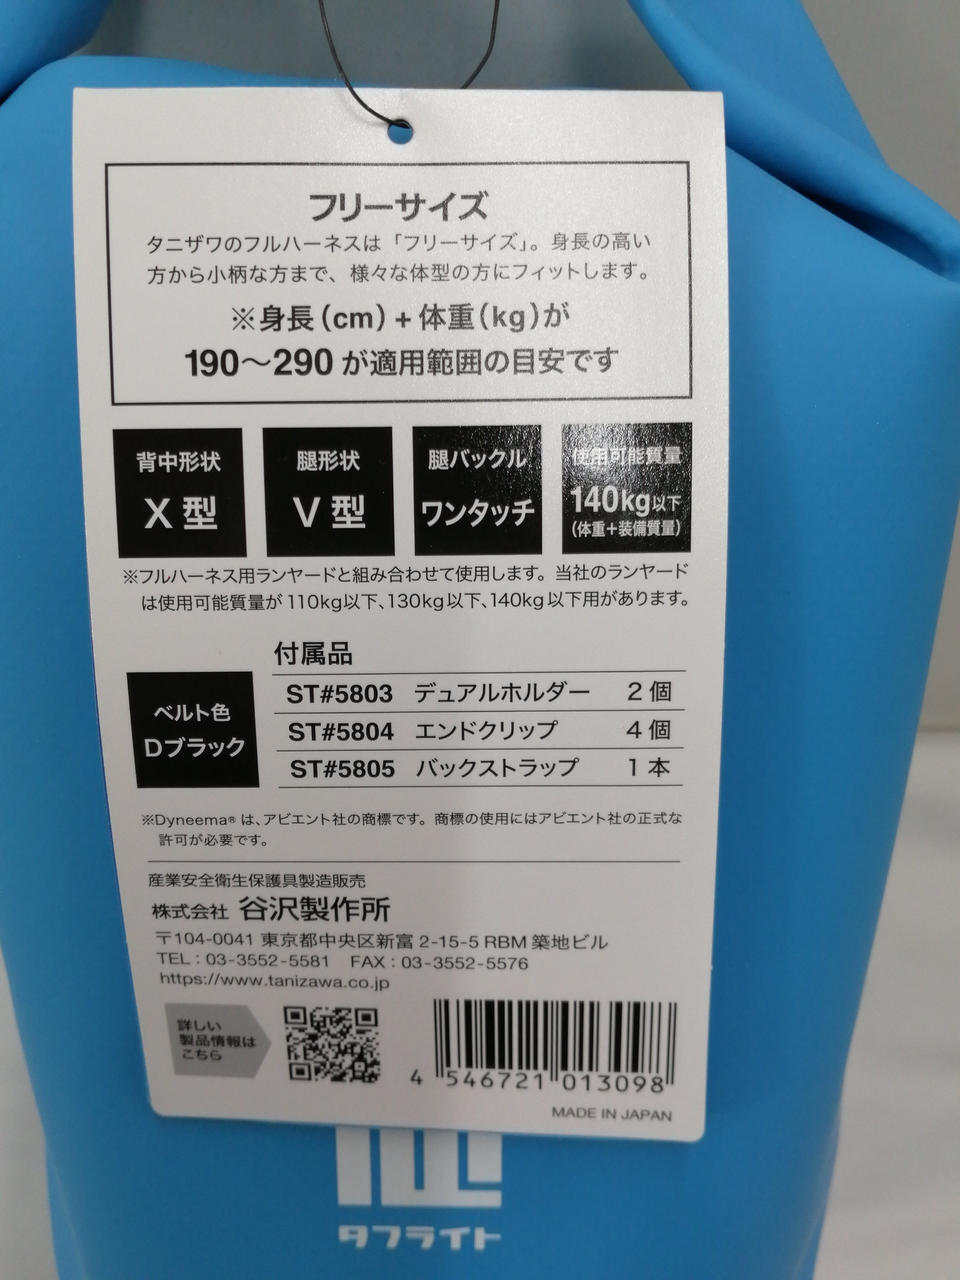 フリーサイズ
タニザワのフルハーネスは「フリーサイズ」。身長の高い
方から小柄な方まで、様々な体型の方にフィットします。
※身長(cm)+体重(kg)が
190〜290が適用範囲の目安です
背中形状
X型
腿形状
V型
腿バックル
ワンタッチ
使用可能質量
140kg以下
(体重+装備質量)
※フルハーネス用ランヤードと組み合わせて使用します。当社のランヤード
は使用可能質量が110kg以下、130kg以下、140kg以下用があります。
付属品
ベルト色
Dブラック
ST#5803 デュアルホルダー 2個
ST#5804 エンドクリップ 4個
ST#5805 バックストラップ 1本
※Dyneema®は、アビエント社の商標です。商標の使用にはアビエント社の正式な
許可が必要です。
産業安全衛生保護具製造販売
株式会社 谷沢製作所
〒104-0041 東京都中央区新富2-15-5 RBM築地ビル
TEL:03-3552-5581 FAX:03-3552-5576
https://www.tanizawa.co.jp
詳しい
製品情報は
こちら
4 546721 013098
MADE IN JAPAN
タフライト